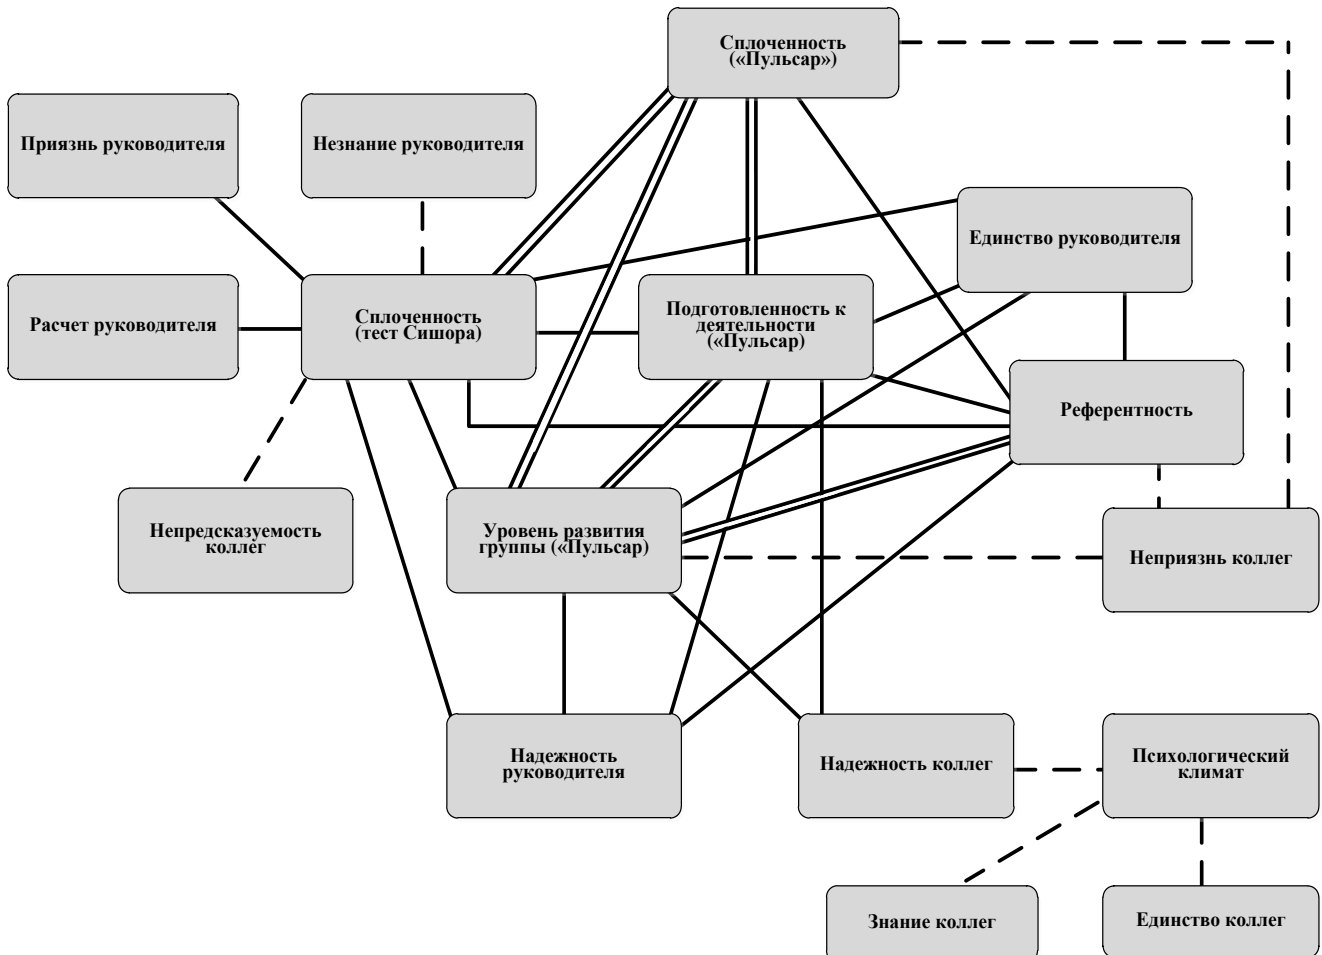 Сплоченность
(«Пульсар»)
Приязнь руководителя
Незнание руководителя
Единство руководителя
Расчет руководителя
Сплоченность
(тест Сишора)
Подготовленность к
деятельности
(«Пульсар)
Референтность
Непредсказуемость
коллег
Уровень развития
группы («Пульсар)
Неприязнь коллег
Надежность
руководителя
Надежность коллег
Психологический
климат
Знание коллег
Единство коллег